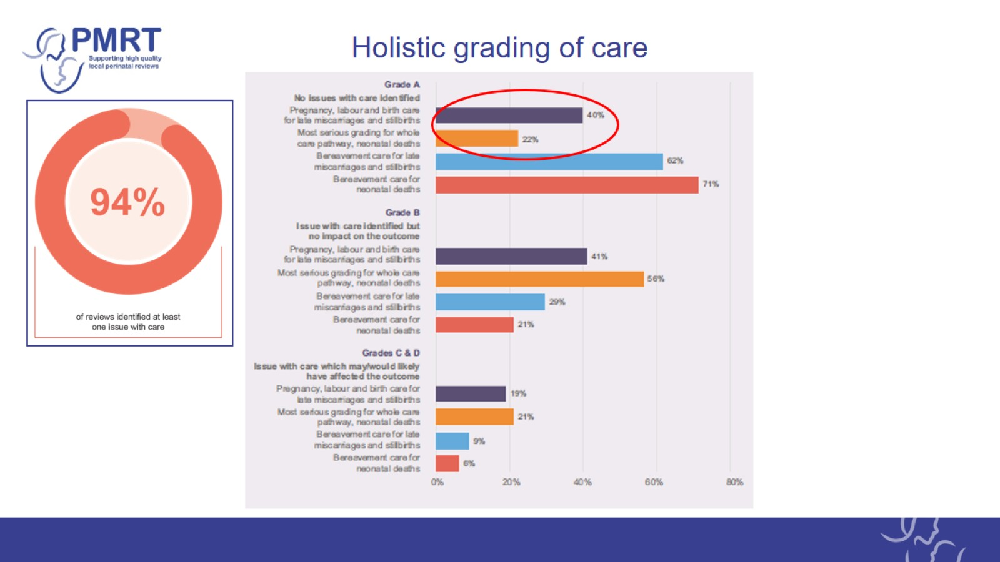 PMRT
Supporting high quality
local perinatal reviews
Holistic grading of care
94%
of reviews identified at least
one issue with care
Grade A
No issues with care identified
Pregnancy, labour and birth care
for late miscarriages and stillbirths
40%
Most serious grading for whole
care pathway, neonatal deaths
22%
Bereavement care for late
miscarriages and stillbirths
62%
Bereavement care for
neonatal deaths
71%
Grade B
Issue with care identified but
no impact on the outcome
Pregnancy, labour and birth care
for late miscarriages and stillbirths
41%
Most serious grading for whole care
pathway, neonatal deaths
56%
Bereavement care for late
miscarriages and stillbirths
29%
Bereavement care for
neonatal deaths
21%
Grades C & D
Issue with care which may/would likely
have affected the outcome
Pregnancy, labour and birth care for
late miscarriages and stillbirths
19%
Most serious grading for whole care
pathway, neonatal deaths
21%
Bereavement care for late
miscarriages and stillbirths
9%
Bereavement care for
neonatal deaths
6%
0% 20% 40% 60% 80%